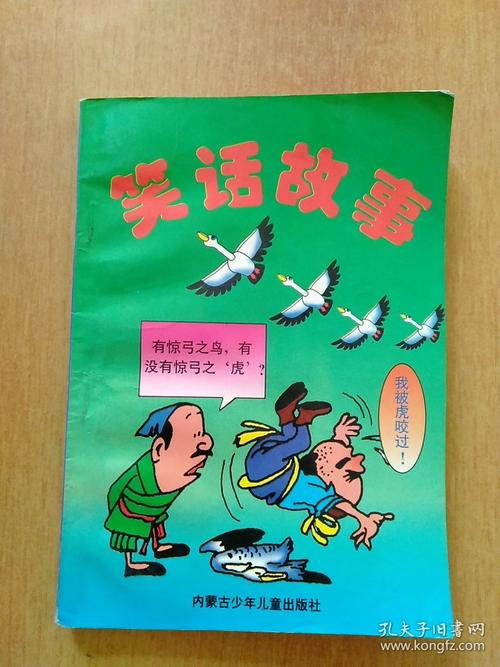 笑话故事
有惊弓之鸟，有
没有惊弓之‘虎’？
我被虎咬过！
内蒙古少年儿童出版社
孔夫子旧书网
www.kongfz.com